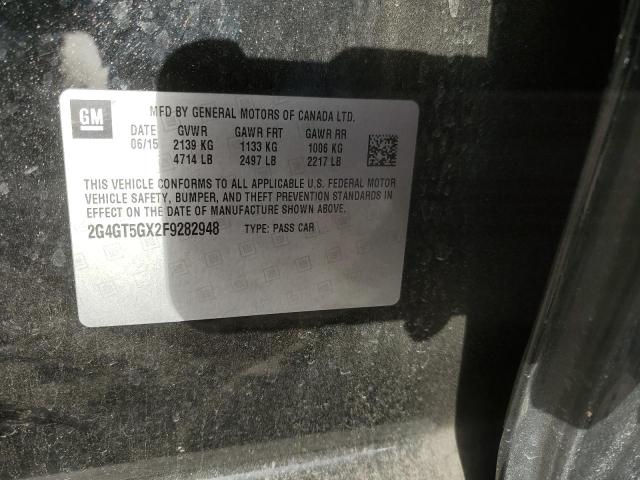 GM
MFD BY GENERAL MOTORS OF CANADA LTD.
DATE GVWR GAWR FRT GAWR RR
06/15 2139 KG 1133 KG 1006 KG
4714 LB 2497 LB 2217 LB
THIS VEHICLE CONFORMS TO ALL APPLICABLE U.S. FEDERAL MOTOR
VEHICLE SAFETY, BUMPER, AND THEFT PREVENTION STANDARDS IN
EFFECT ON THE DATE OF MANUFACTURE SHOWN ABOVE.
2G4GT5GX2F9282948 TYPE: PASS CAR